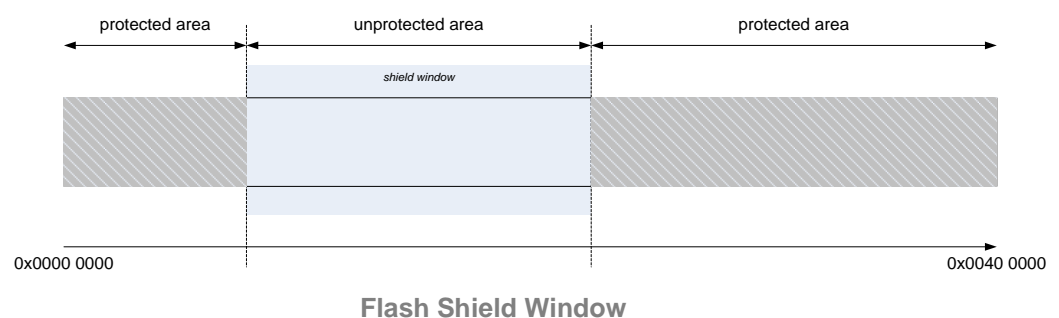 protected area
unprotected area
protected area
shield window
0x0000 0000
0x0040 0000
Flash Shield Window